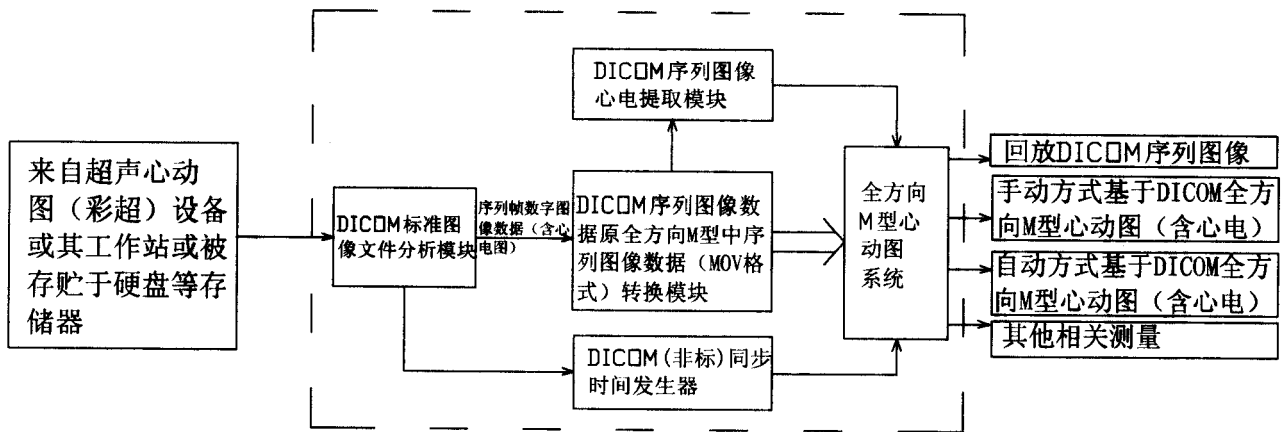 来自超声心动
图（彩超）设备
或其工作站或被
存贮于硬盘等存
储器
DICOM标准图
像文件分析模块
序列帧数字图
像数据（含心
电图）
DICOM序列图像
心电提取模块
DICOM序列图像数
据原全方向M型中序
列图像数据（MOV格
式）转换模块
DICOM(非标)同步
时间发生器
全方向
M型心
动图
系统
回放DICOM序列图像
手动方式基于DICOM全方
向M型心动图（含心电）
自动方式基于DICOM全方
向M型心动图（含心电）
其他相关测量